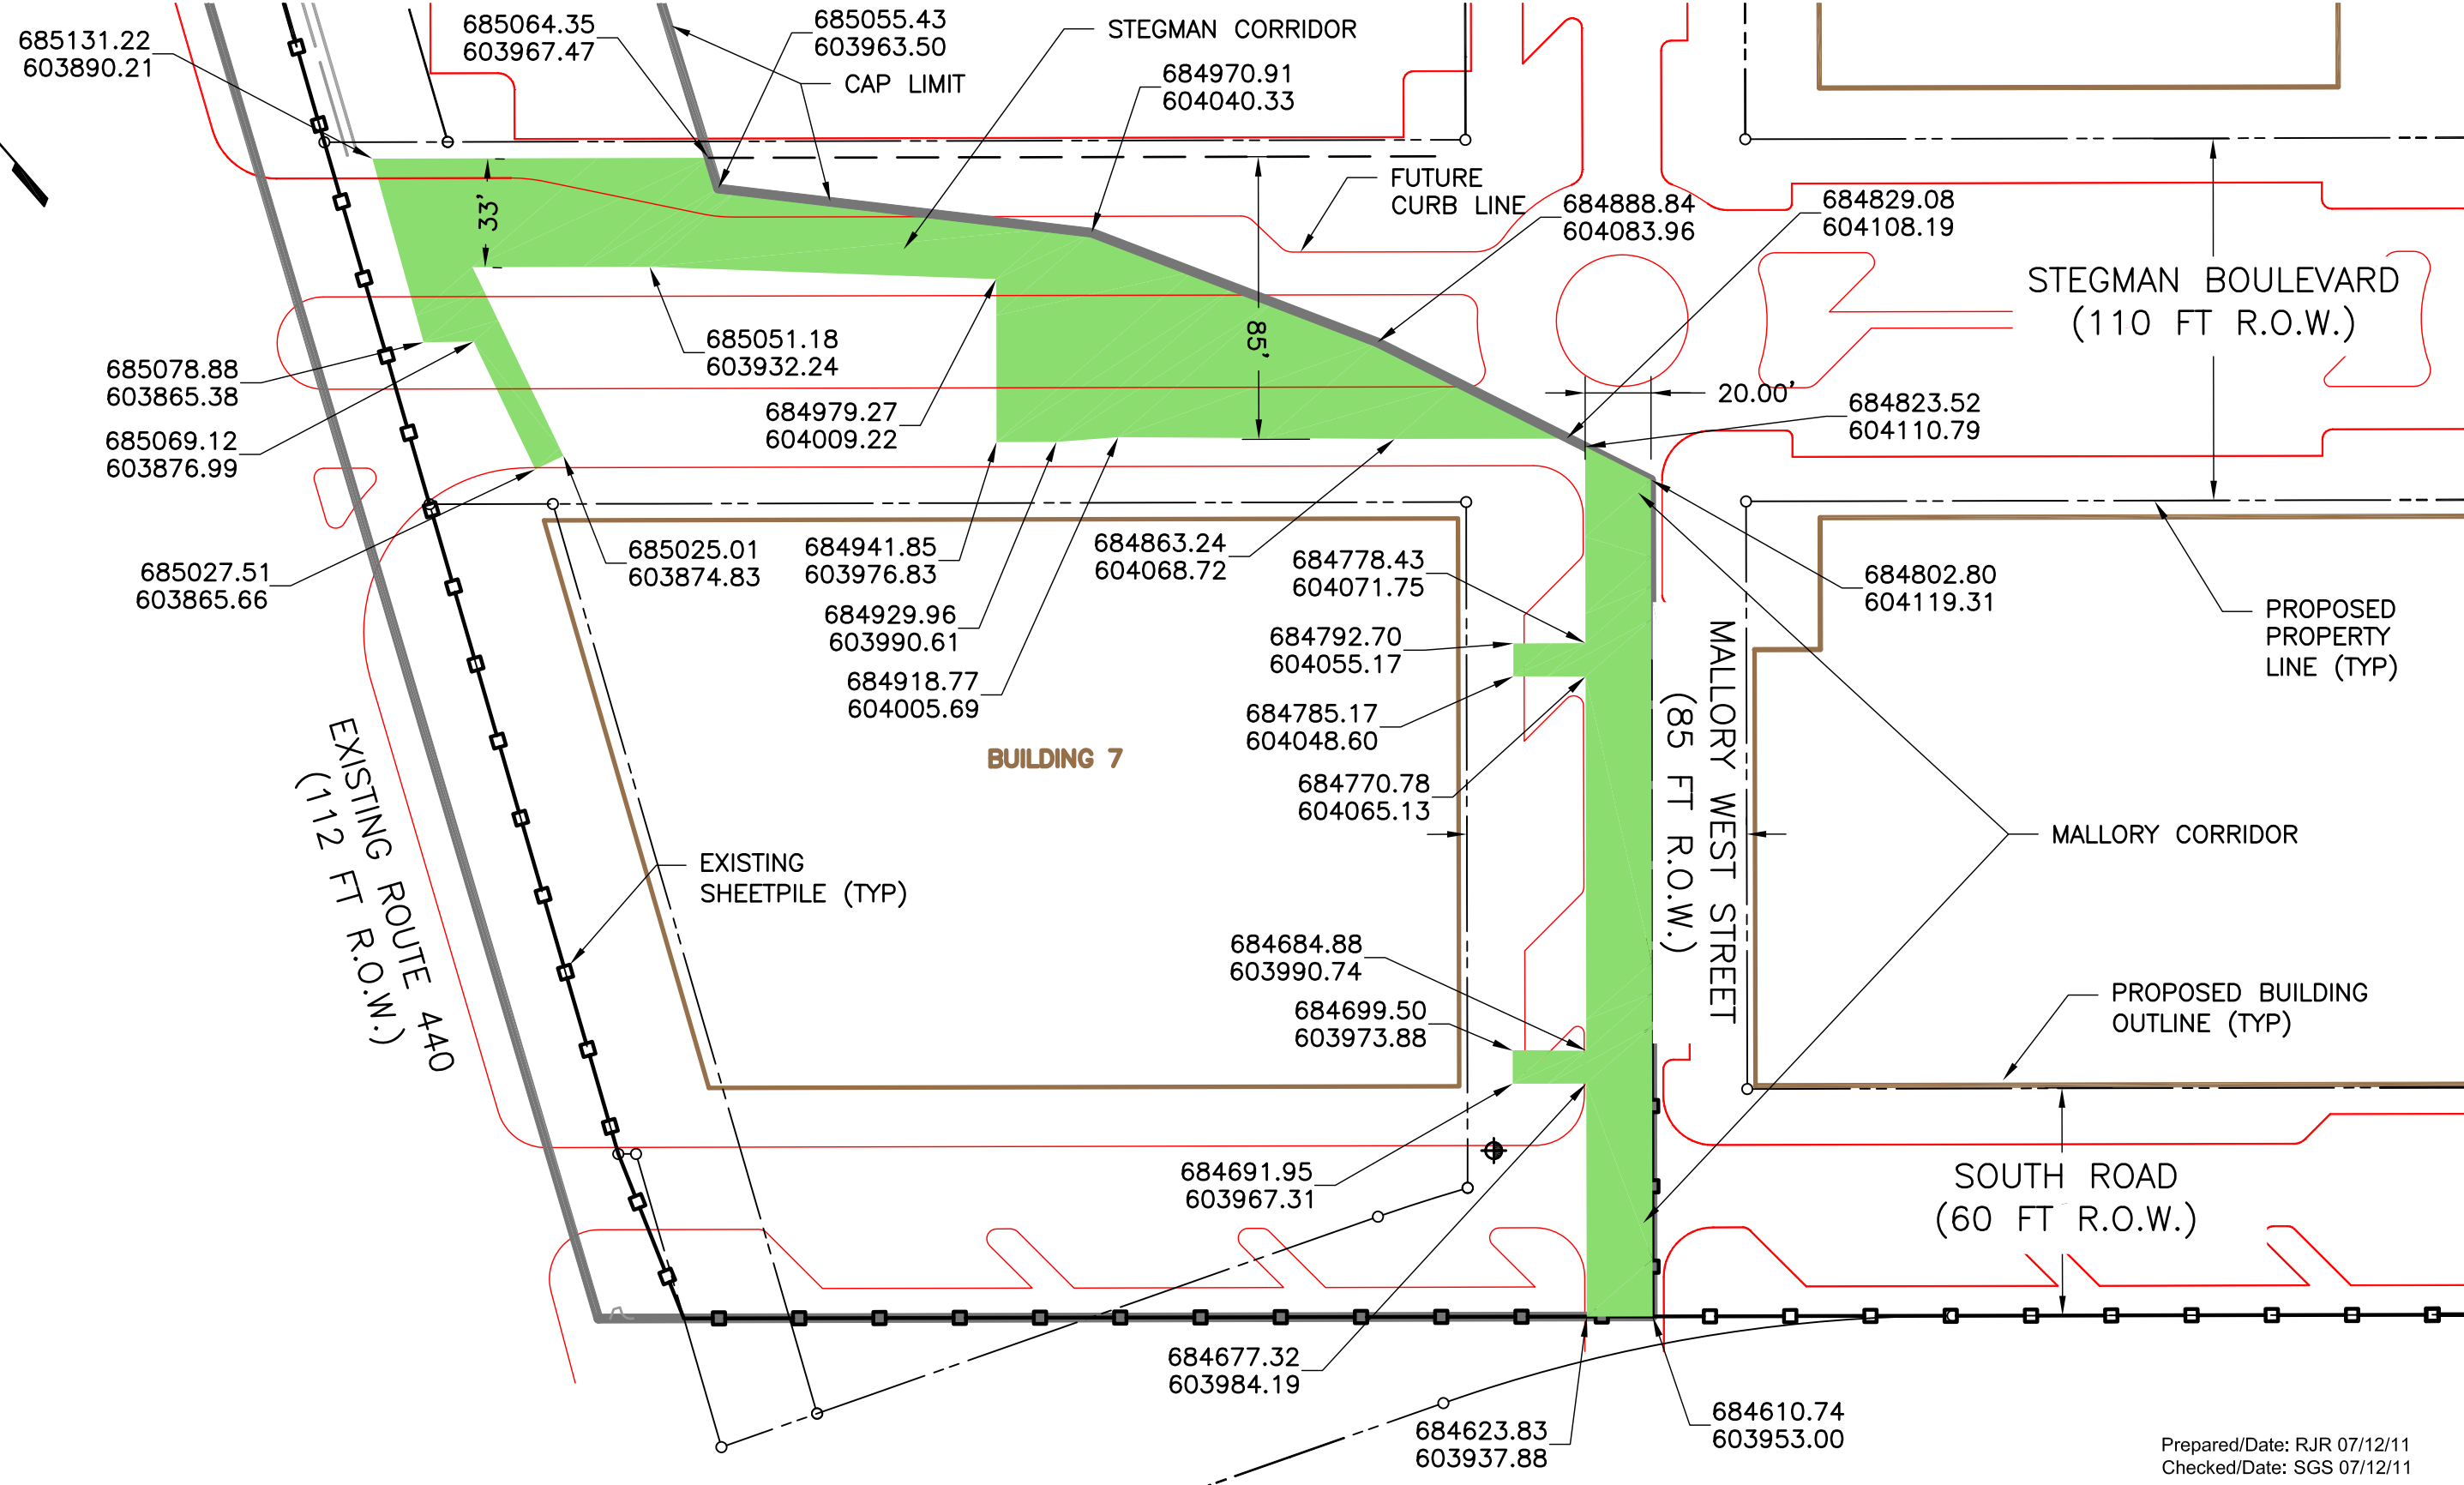 685131.22
603890.21
685064.35
603967.47
685055.43
603963.50
CAP LIMIT
STEGMAN CORRIDOR
684970.91
604040.33
FUTURE
CURB LINE
684888.84
604083.96
684829.08
604108.19
STEGMAN BOULEVARD
(110 FT R.O.W.)
33'
85'
20.00'
685078.88
603865.38
685051.18
603932.24
684979.27
604009.22
684823.52
604110.79
685069.12
603876.99
685027.51
603865.66
685025.01
603874.83
684941.85
603976.83
684863.24
604068.72
684778.43
604071.75
684802.80
604119.31
684929.96
603990.61
684792.70
604055.17
PROPOSED
PROPERTY
LINE (TYP)
684918.77
604005.69
684785.17
604048.60
BUILDING 7
684770.78
604065.13
MALLORY WEST STREET
(85 FT R.O.W.)
MALLORY CORRIDOR
EXISTING ROUTE 440
(112 FT R.O.W.)
EXISTING
SHEETPILE (TYP)
684684.88
603990.74
684699.50
603973.88
PROPOSED BUILDING
OUTLINE (TYP)
684691.95
603967.31
SOUTH ROAD
(60 FT R.O.W.)
684677.32
603984.19
684623.83
603937.88
684610.74
603953.00
Prepared/Date: RJR 07/12/11
Checked/Date: SGS 07/12/11